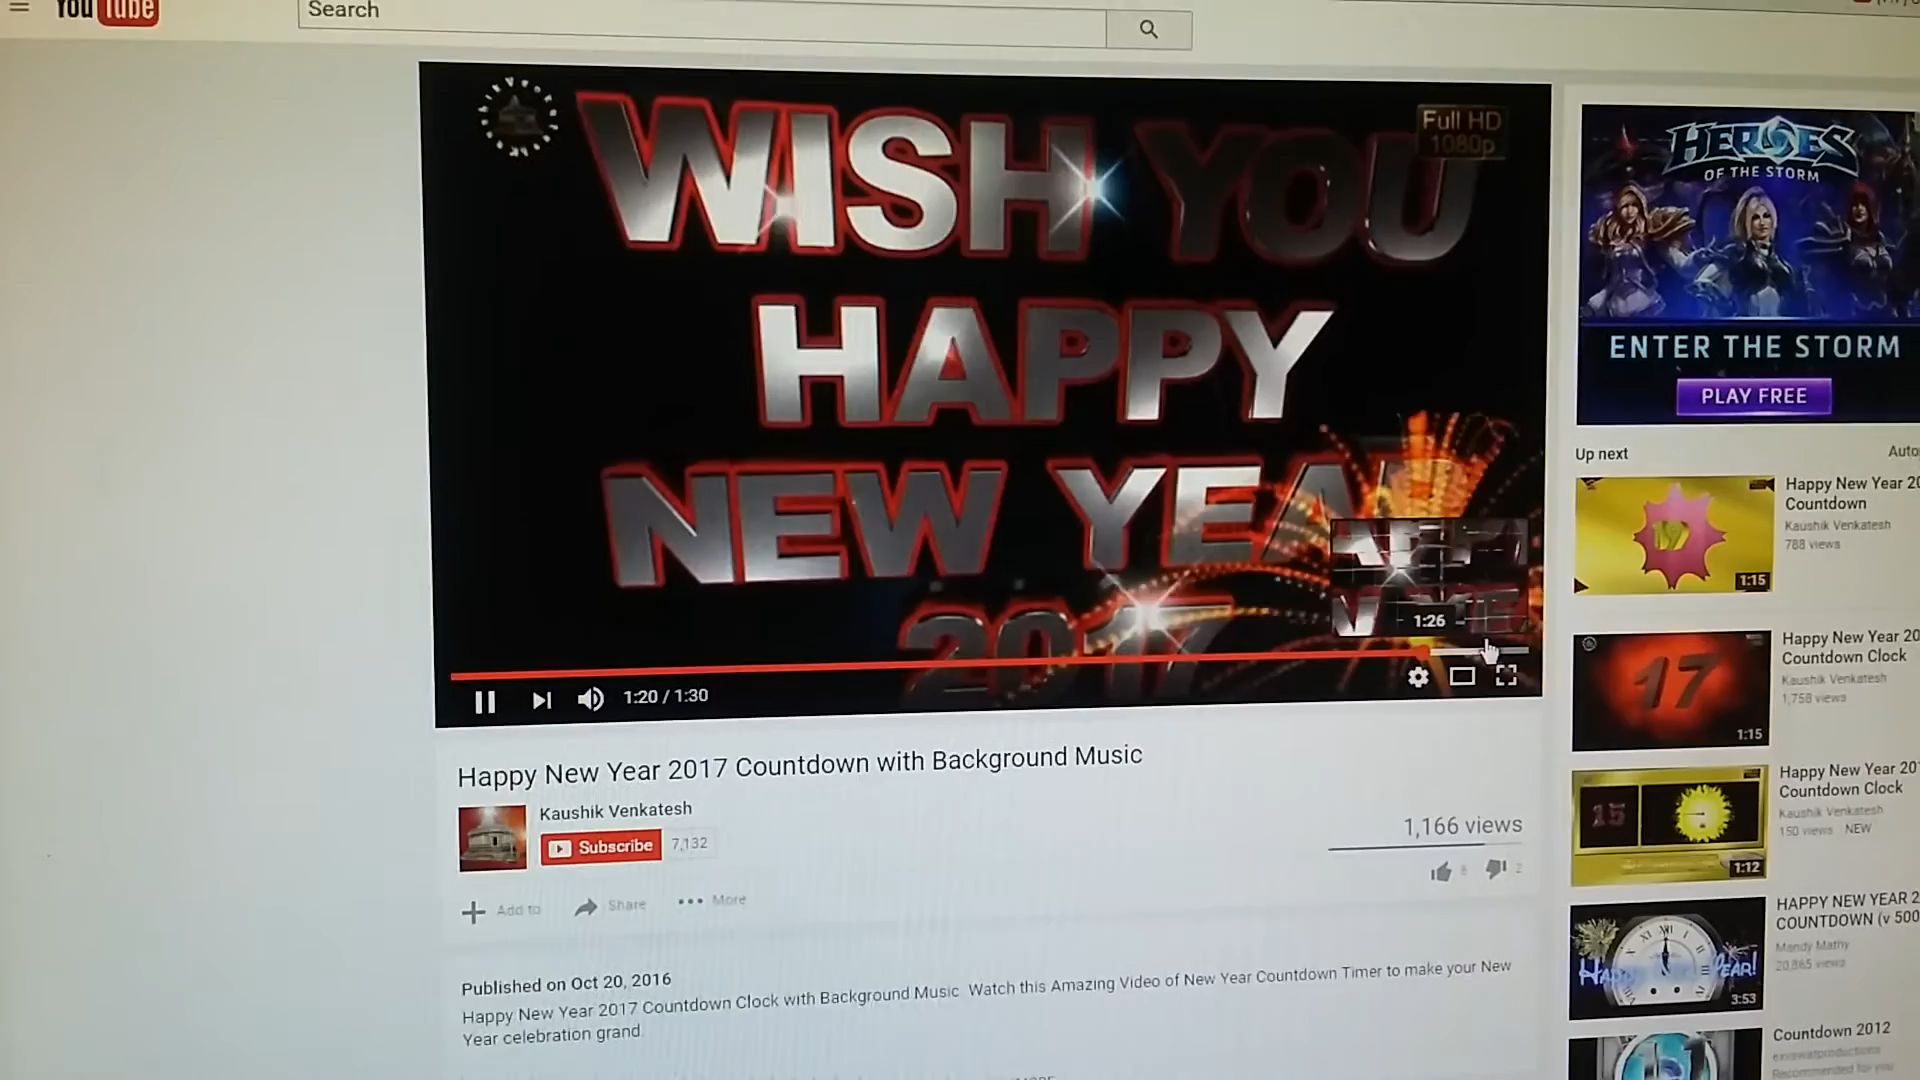 YouTube
Search
WISH YOU
HAPPY
NEW YEAR
2017
Full HD
1080p
1:26
1:20 / 1:30
Happy New Year 2017 Countdown with Background Music
Kaushik Venkatesh
Subscribe 7,132
1,166 views
8 2
Add to Share More
Published on Oct 20, 2016
Happy New Year 2017 Countdown Clock with Background Music Watch this Amazing Video of New Year Countdown Timer to make your New
Year celebration grand.
HEROES
OF THE STORM
ENTER THE STORM
PLAY FREE
Up next
Auto
Happy New Year 20
Countdown
Kaushik Venkatesh
788 views
1:15
Happy New Year 20
Countdown Clock
Kaushik Venkatesh
1,758 views
17
1:15
Happy New Year 201
Countdown Clock
Kaushik Venkatesh
150 views NEW
15
1:12
HAPPY NEW YEAR 2
COUNTDOWN (v 500
Mandy Mathy
20,865 views
3:53
Countdown 2012
Recommended for you